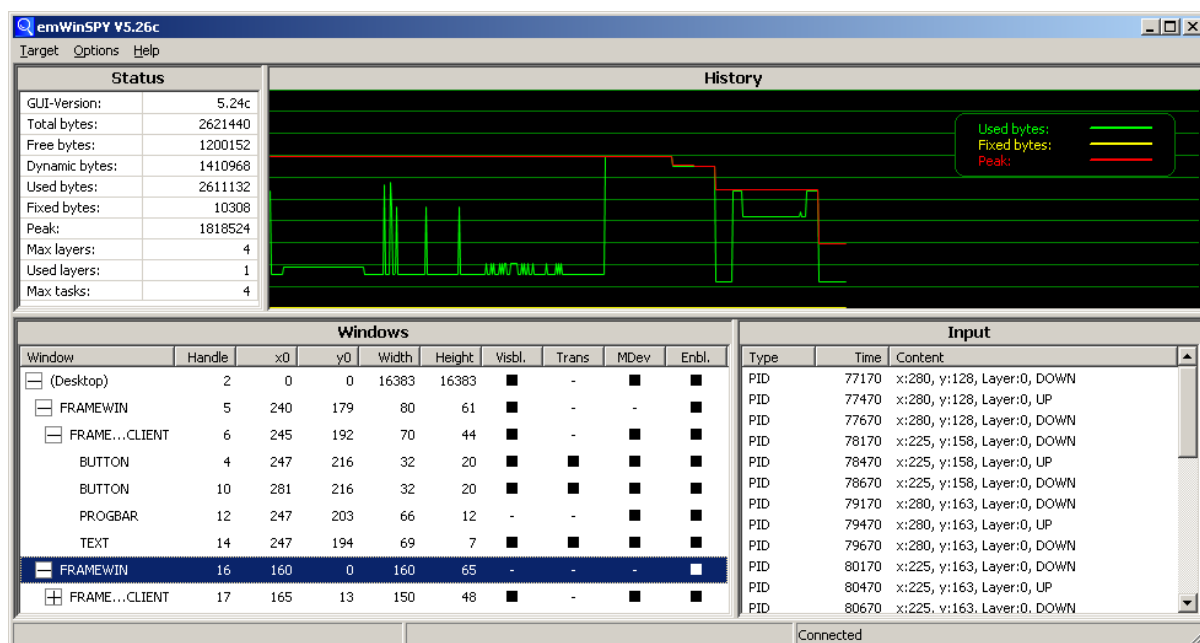 emWinSPY V5.26c
Target Options Help
Status
GUI-Version: 5.24c
Total bytes: 2621440
Free bytes: 1200152
Dynamic bytes: 1410968
Used bytes: 2611132
Fixed bytes: 10308
Peak: 1818524
Max layers: 4
Used layers: 1
Max tasks: 4
History
Used bytes:
Fixed bytes:
Peak:
Windows
Window Handle x0 y0 Width Height Visbl. Trans MDev Enbl.
(Desktop) 2 0 0 16383 16383 -
FRAMEWIN 5 240 179 80 61 - -
FRAME...CLIENT 6 245 192 70 44 -
BUTTON 4 247 216 32 20
BUTTON 10 281 216 32 20
PROGBAR 12 247 203 66 12 - -
TEXT 14 247 194 69 7
FRAMEWIN 16 160 0 160 65 - - -
FRAME...CLIENT 17 165 13 150 48 -
Input
Type Time Content
PID 77170 x:280, y:128, Layer:0, DOWN
PID 77470 x:280, y:128, Layer:0, UP
PID 77670 x:280, y:128, Layer:0, DOWN
PID 78170 x:225, y:158, Layer:0, DOWN
PID 78470 x:225, y:158, Layer:0, UP
PID 78670 x:225, y:158, Layer:0, DOWN
PID 79170 x:280, y:163, Layer:0, DOWN
PID 79470 x:280, y:163, Layer:0, UP
PID 79670 x:280, y:163, Layer:0, DOWN
PID 80170 x:225, y:163, Layer:0, DOWN
PID 80470 x:225, y:163, Layer:0, UP
PID 80670 x:225, y:163, Layer:0, DOWN
Connected